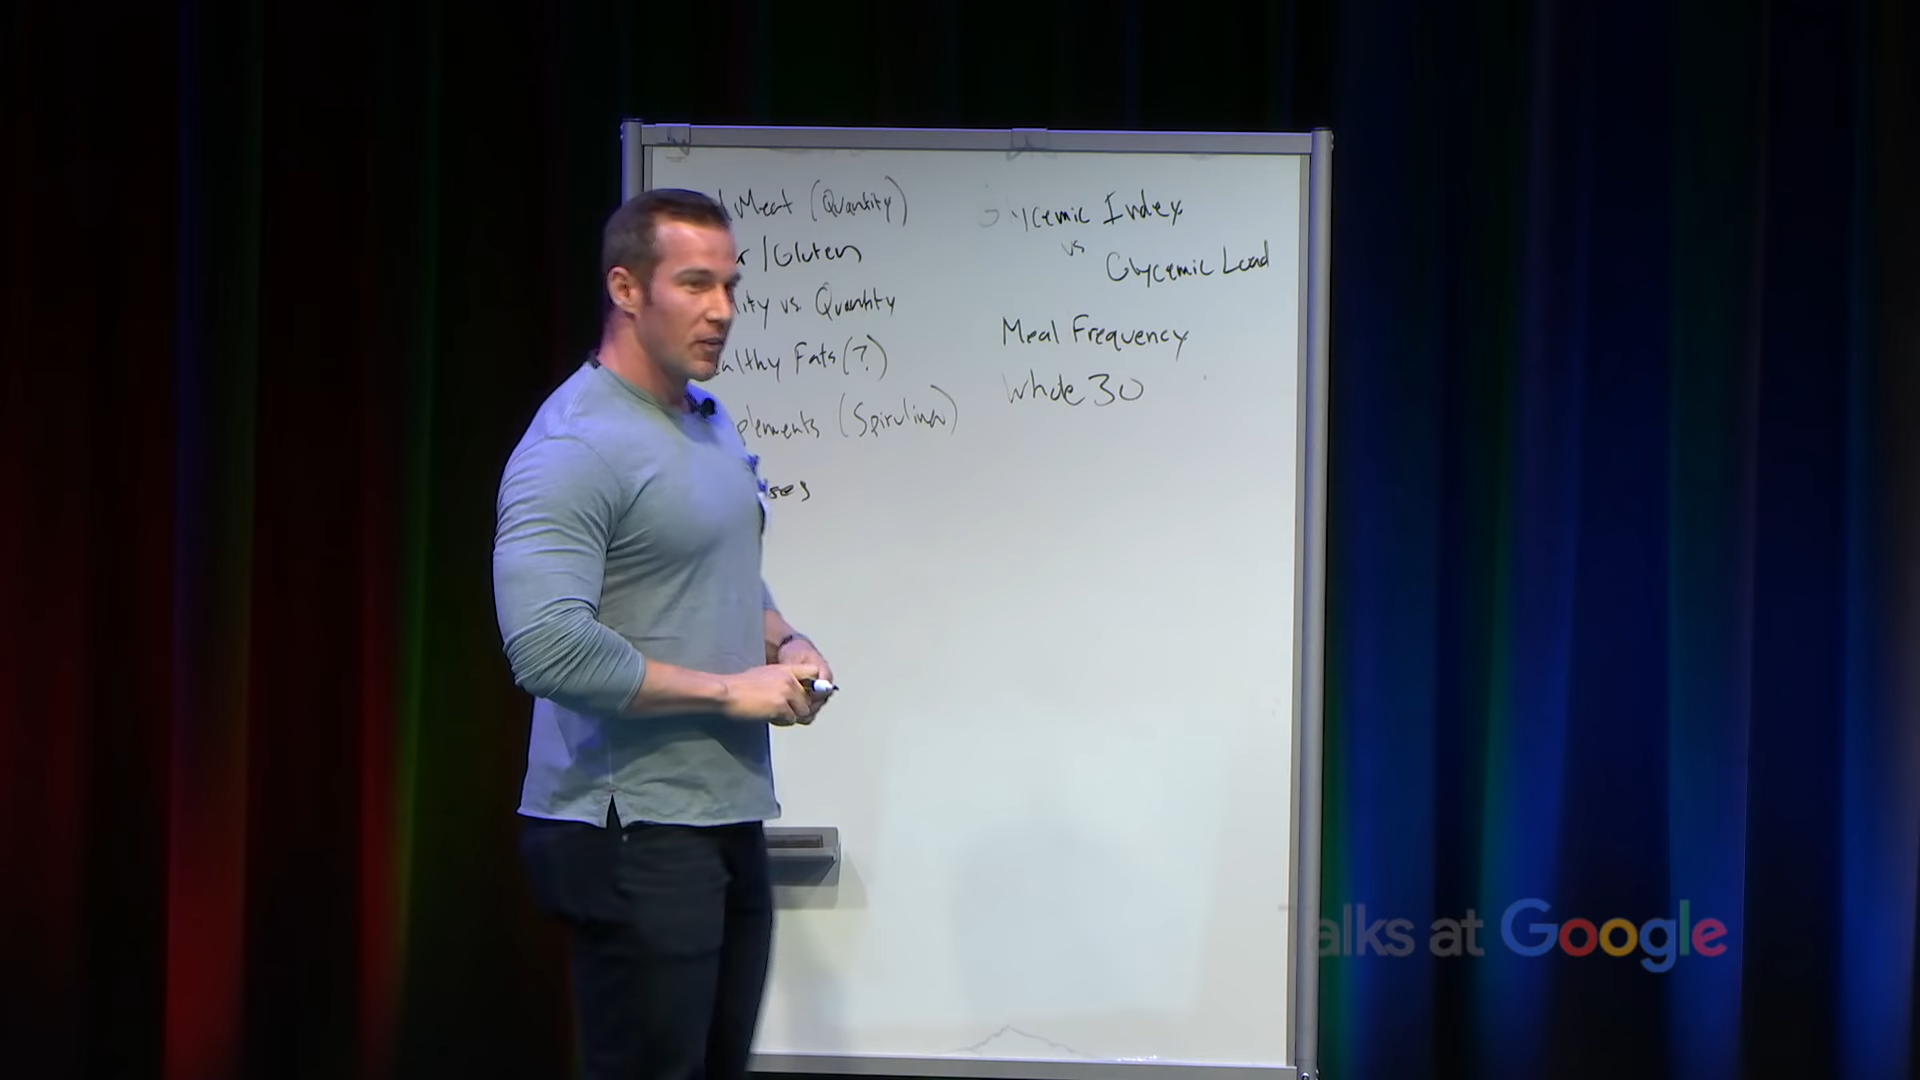 Meat (Quantity)
/Gluten
vs. Quantity
Healthy Fats (?)
(Spirulina)
Glycemic Index
vs
Glycemic Load
Meal Frequency
Whole 30
Talks at Google